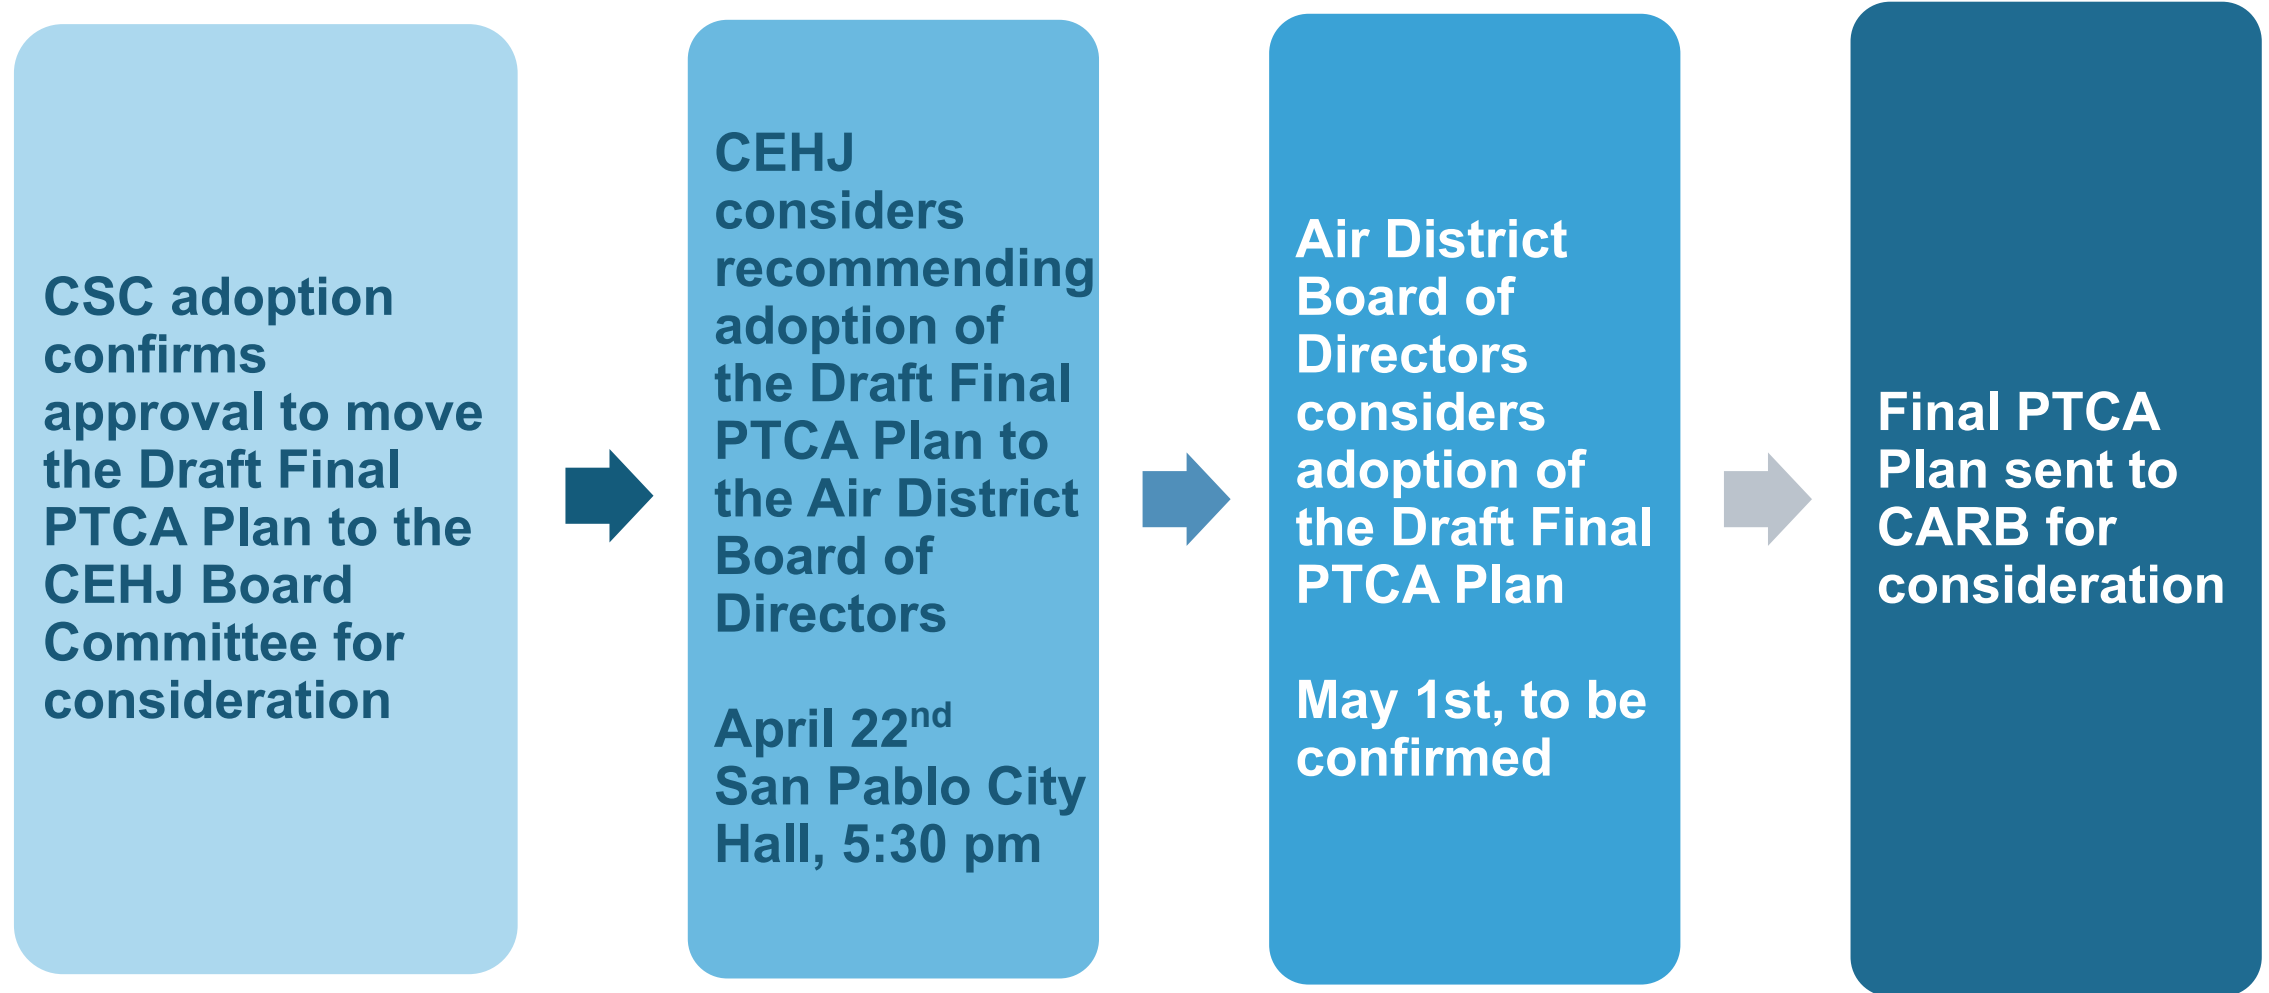 CSC adoption
confirms
approval to move
the Draft Final
PTCA Plan to the
CEHJ Board
Committee for
consideration
CEHJ
considers
recommending
adoption of
the Draft Final
PTCA Plan to
the Air District
Board of
Directors
April 22nd
San Pablo City
Hall, 5:30 pm
Air District
Board of
Directors
considers
adoption of
the Draft Final
PTCA Plan
May 1st, to be
confirmed
Final PTCA
Plan sent to
CARB for
consideration